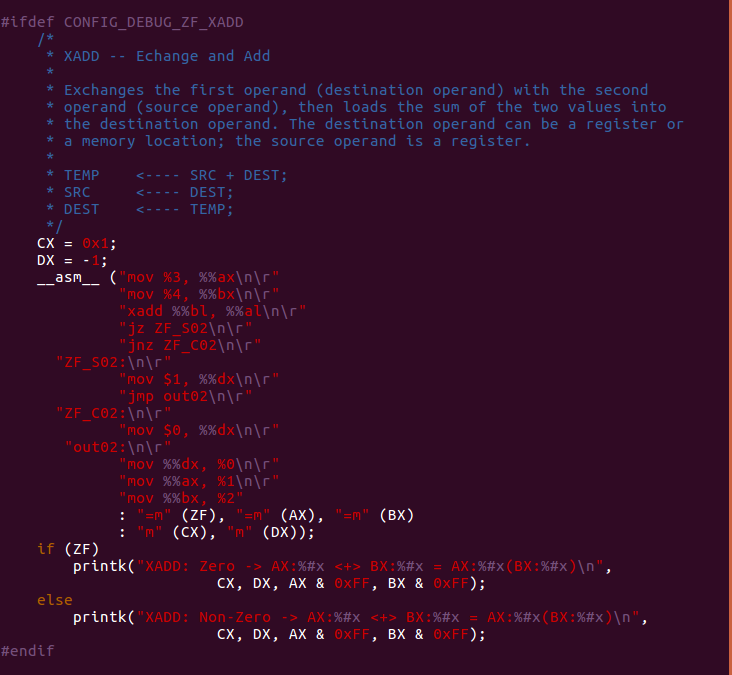 #ifdef CONFIG_DEBUG_ZF_XADD
    /*
     * XADD -- Echange and Add
     *
     * Exchanges the first operand (destination operand) with the second
     * operand (source operand), then loads the sum of the two values into
     * the destination operand. The destination operand can be a register or
     * a memory location; the source operand is a register.
     *
     * TEMP    <---- SRC + DEST;
     * SRC     <---- DEST;
     * DEST    <---- TEMP;
     */
    CX = 0x1;
    DX = -1;
    __asm__ ("mov %3, %%ax\n\r"
             "mov %4, %%bx\n\r"
             "xadd %%bl, %%al\n\r"
             "jz ZF_S02\n\r"
             "jnz ZF_C02\n\r"
      "ZF_S02:\n\r"
             "mov $1, %%dx\n\r"
             "jmp out02\n\r"
      "ZF_C02:\n\r"
             "mov $0, %%dx\n\r"
       "out02:\n\r"
             "mov %%dx, %0\n\r"
             "mov %%ax, %1\n\r"
             "mov %%bx, %2"
             : "=m" (ZF), "=m" (AX), "=m" (BX)
             : "m" (CX), "m" (DX));
    if (ZF)
        printk("XADD: Zero -> AX:%#x <+> BX:%#x = AX:%#x(BX:%#x)\n",
                        CX, DX, AX & 0xFF, BX & 0xFF);
    else
        printk("XADD: Non-Zero -> AX:%#x <+> BX:%#x = AX:%#x(BX:%#x)\n",
                        CX, DX, AX & 0xFF, BX & 0xFF);
#endif